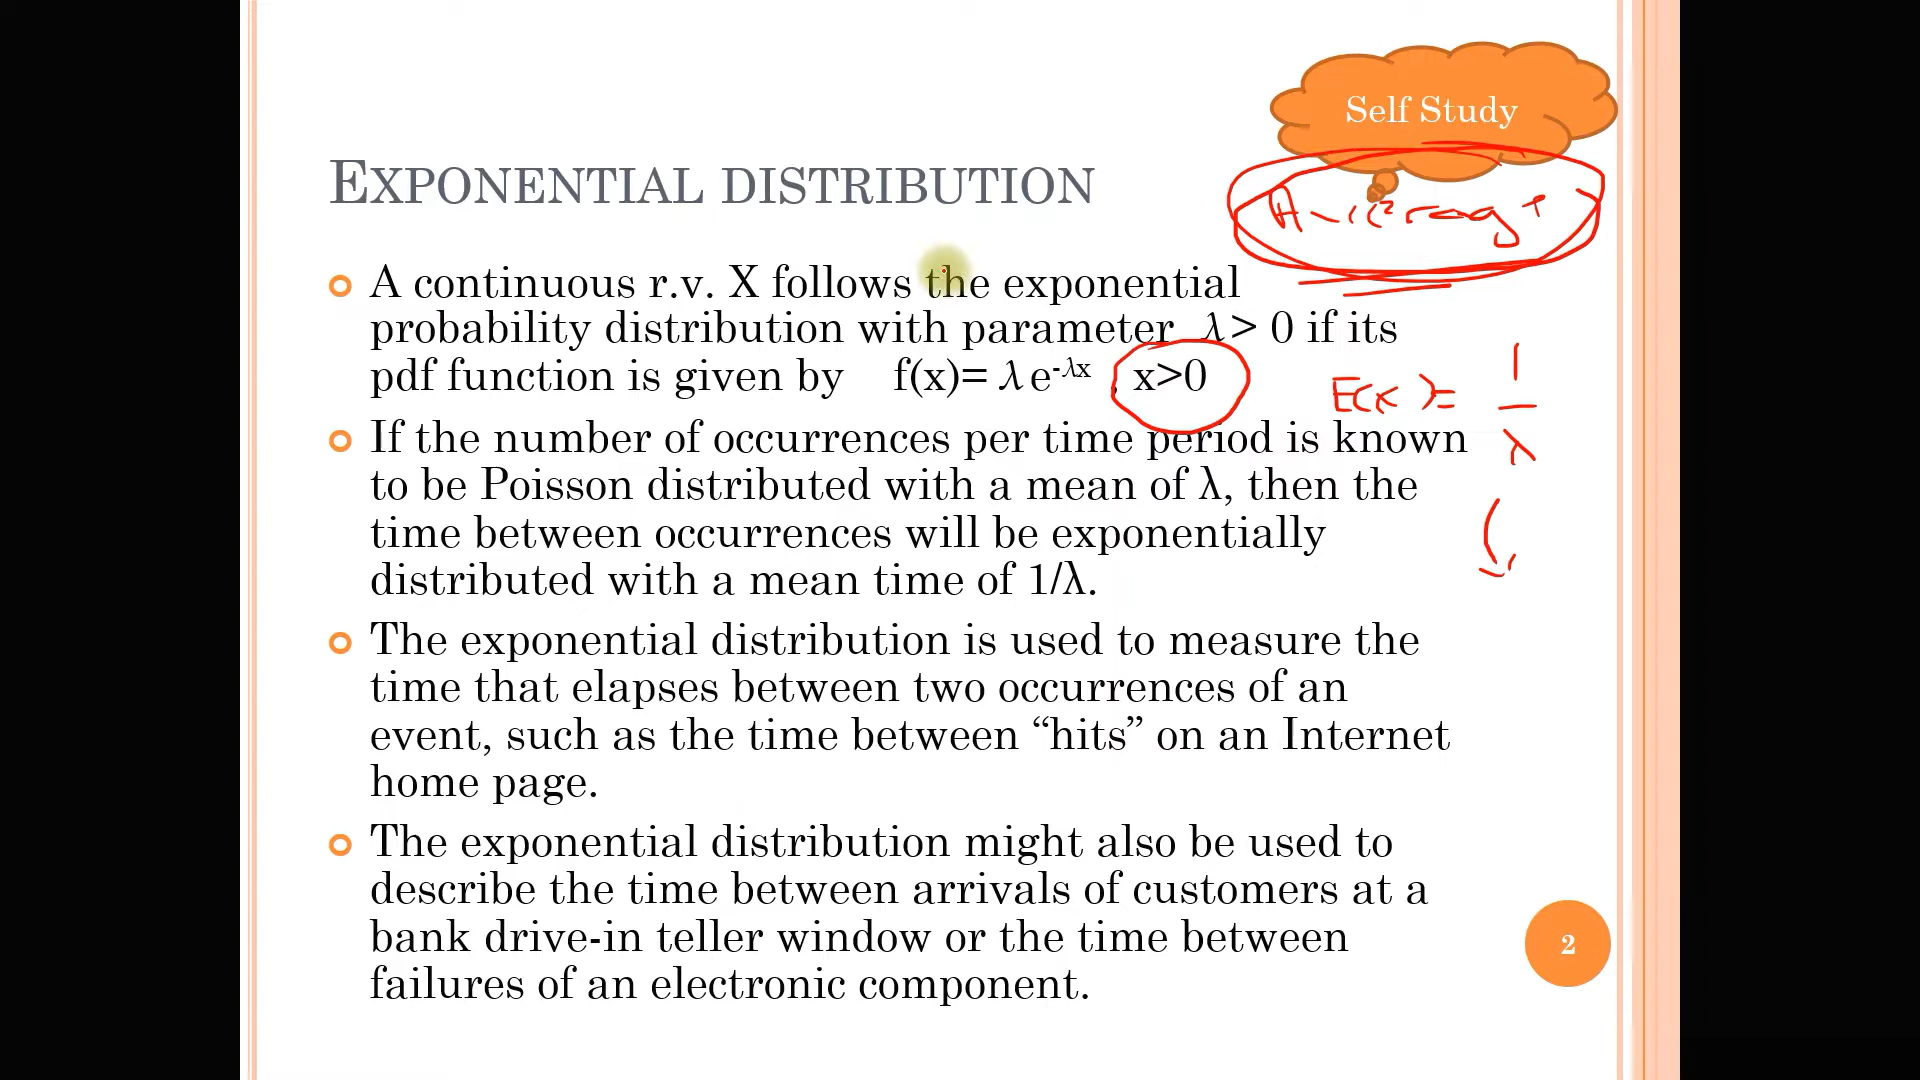 Self Study
EXPONENTIAL DISTRIBUTION
A continuous r.v. X follows the exponential
probability distribution with parameter λ > 0 if its
pdf function is given by f(x)= λ e-λx , x>0
E(x) = 1/λ
If the number of occurrences per time period is known
to be Poisson distributed with a mean of λ, then the
time between occurrences will be exponentially
distributed with a mean time of 1/λ.
The exponential distribution is used to measure the
time that elapses between two occurrences of an
event, such as the time between “hits” on an Internet
home page.
The exponential distribution might also be used to
describe the time between arrivals of customers at a
bank drive-in teller window or the time between
failures of an electronic component.
2